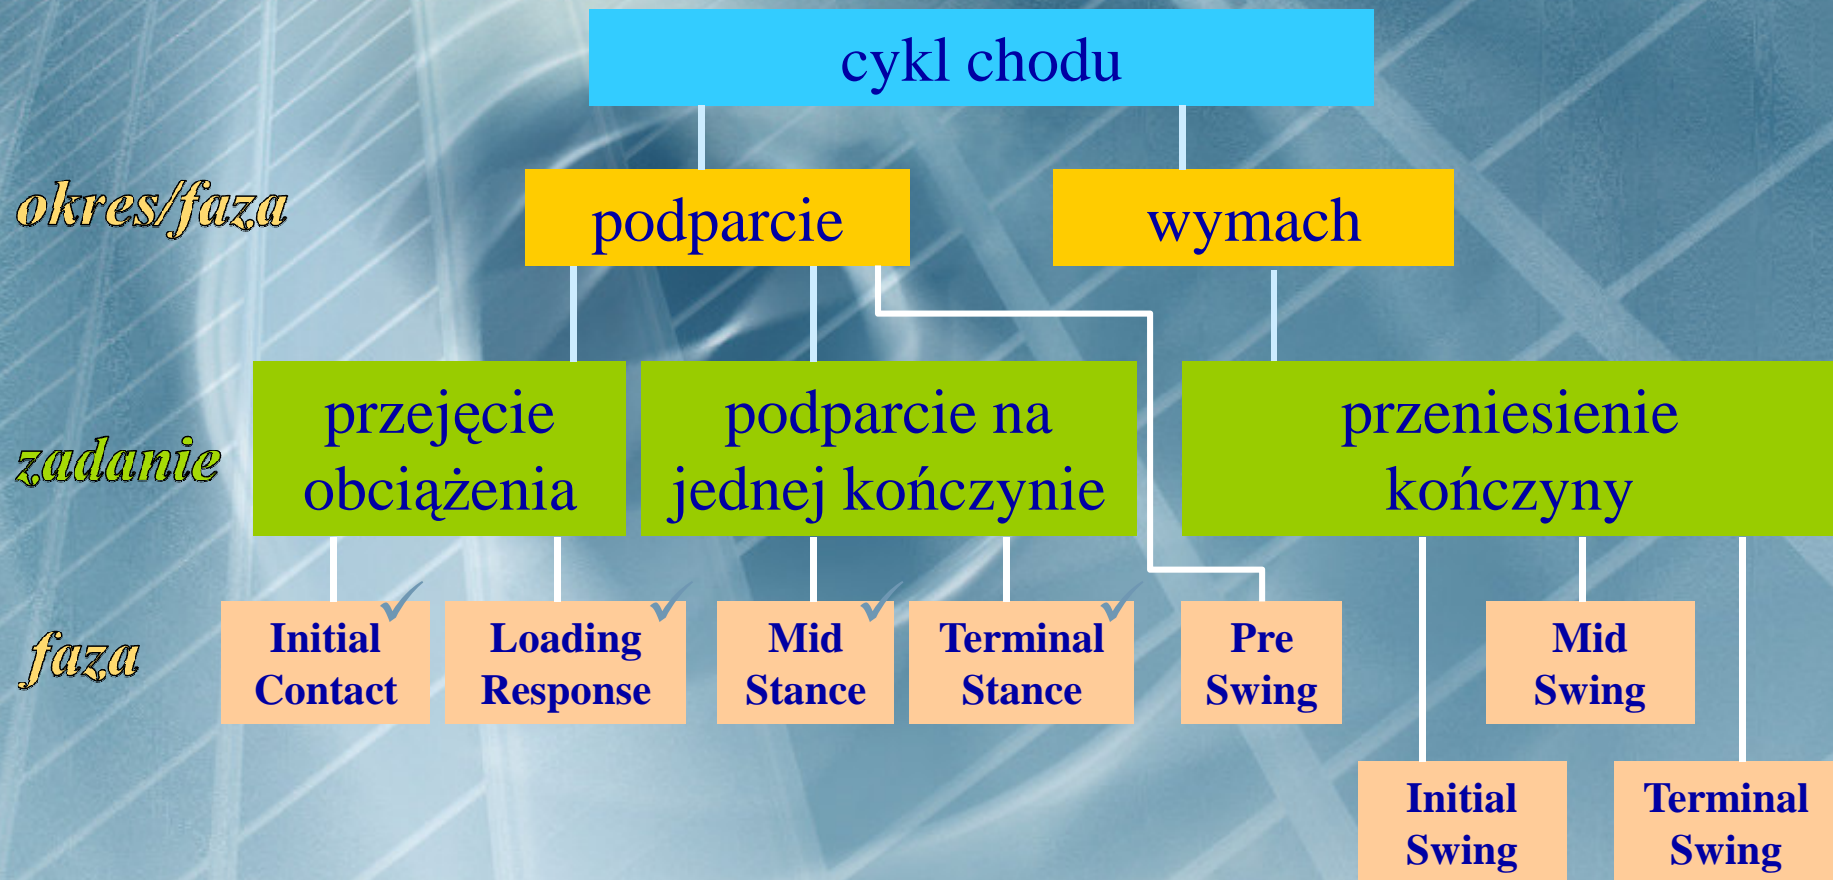 cykl chodu
okres/faza
podparcie
wymach
zadanie
przejęcie
obciążenia
podparcie na
jednej kończynie
przeniesienie
kończyny
faza
Initial
Contact
Loading
Response
Mid
Stance
Terminal
Stance
Pre
Swing
Mid
Swing
Initial
Swing
Terminal
Swing